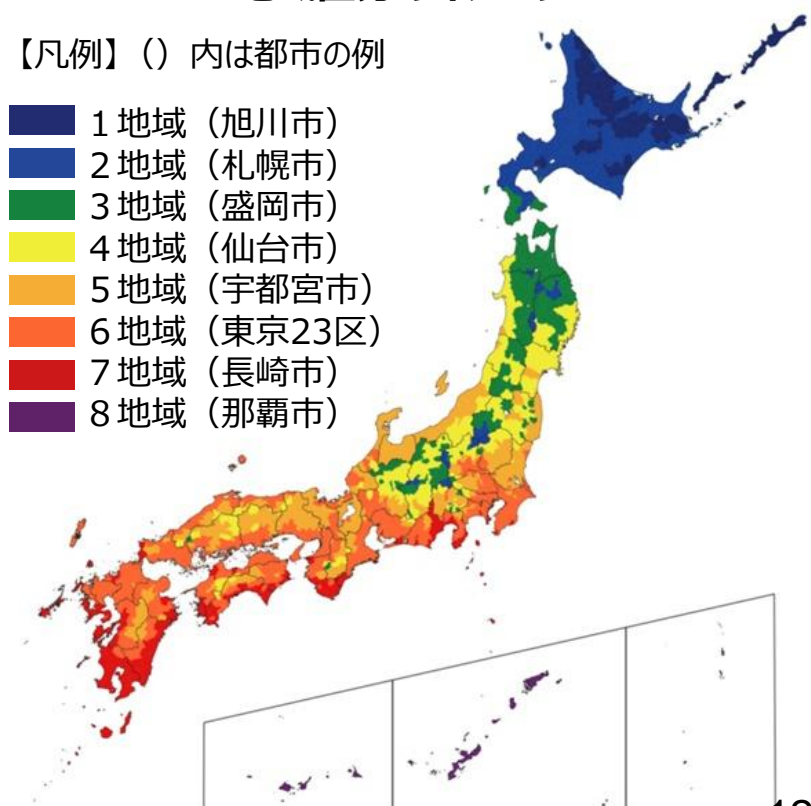 【凡例】（）内は都市の例
1地域（旭川市）
2地域（札幌市）
3地域（盛岡市）
4地域（仙台市）
5地域（宇都宮市）
6地域（東京23区）
7地域（長崎市）
8地域（那覇市）